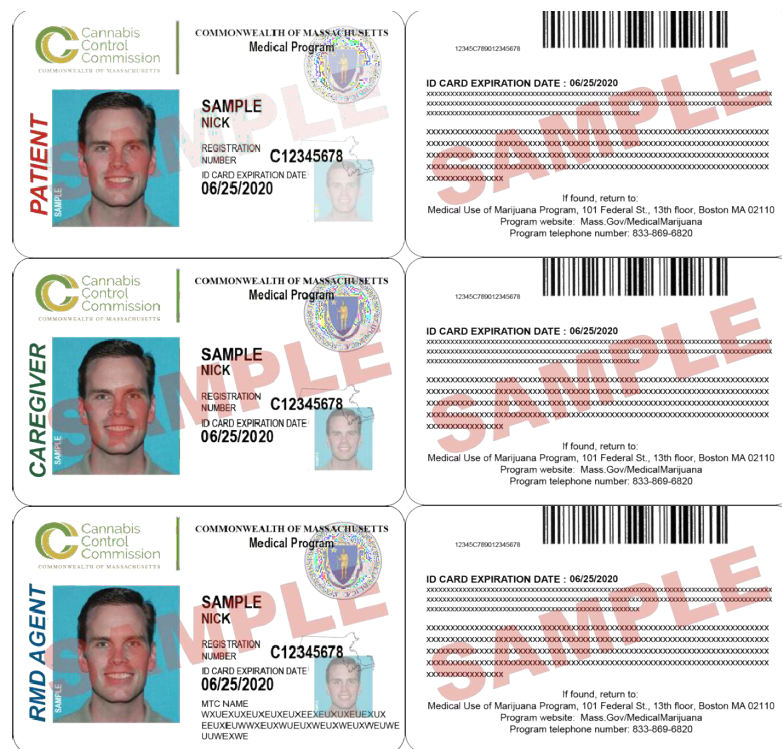 Cannabis
Control
Commission
COMMONWEALTH OF MASSACHUSETTS
COMMONWEALTH OF MASSACHUSETTS
Medical Program
PATIENT
SAMPLE
SAMPLE
SAMPLE
NICK
REGISTRATION
NUMBER C12345678
ID CARD EXPIRATION DATE
06/25/2020
12345C789012345678
ID CARD EXPIRATION DATE : 06/25/2020
SAMPLE
If found, return to:
Medical Use of Marijuana Program, 101 Federal St., 13th floor, Boston MA 02110
Program website: Mass.Gov/MedicalMarijuana
Program telephone number: 833-869-6820
Cannabis
Control
Commission
COMMONWEALTH OF MASSACHUSETTS
COMMONWEALTH OF MASSACHUSETTS
Medical Program
CAREGIVER
SAMPLE
SAMPLE
SAMPLE
NICK
REGISTRATION
NUMBER C12345678
ID CARD EXPIRATION DATE
06/25/2020
12345C789012345678
ID CARD EXPIRATION DATE : 06/25/2020
SAMPLE
If found, return to:
Medical Use of Marijuana Program, 101 Federal St., 13th floor, Boston MA 02110
Program website: Mass.Gov/MedicalMarijuana
Program telephone number: 833-869-6820
Cannabis
Control
Commission
COMMONWEALTH OF MASSACHUSETTS
COMMONWEALTH OF MASSACHUSETTS
Medical Program
RMD AGENT
SAMPLE
SAMPLE
SAMPLE
NICK
REGISTRATION
NUMBER C12345678
ID CARD EXPIRATION DATE
06/25/2020
MTC NAME
UUWEXWE
12345C789012345678
ID CARD EXPIRATION DATE : 06/25/2020
SAMPLE
If found, return to:
Medical Use of Marijuana Program, 101 Federal St., 13th floor, Boston MA 02110
Program website: Mass.Gov/MedicalMarijuana
Program telephone number: 833-869-6820